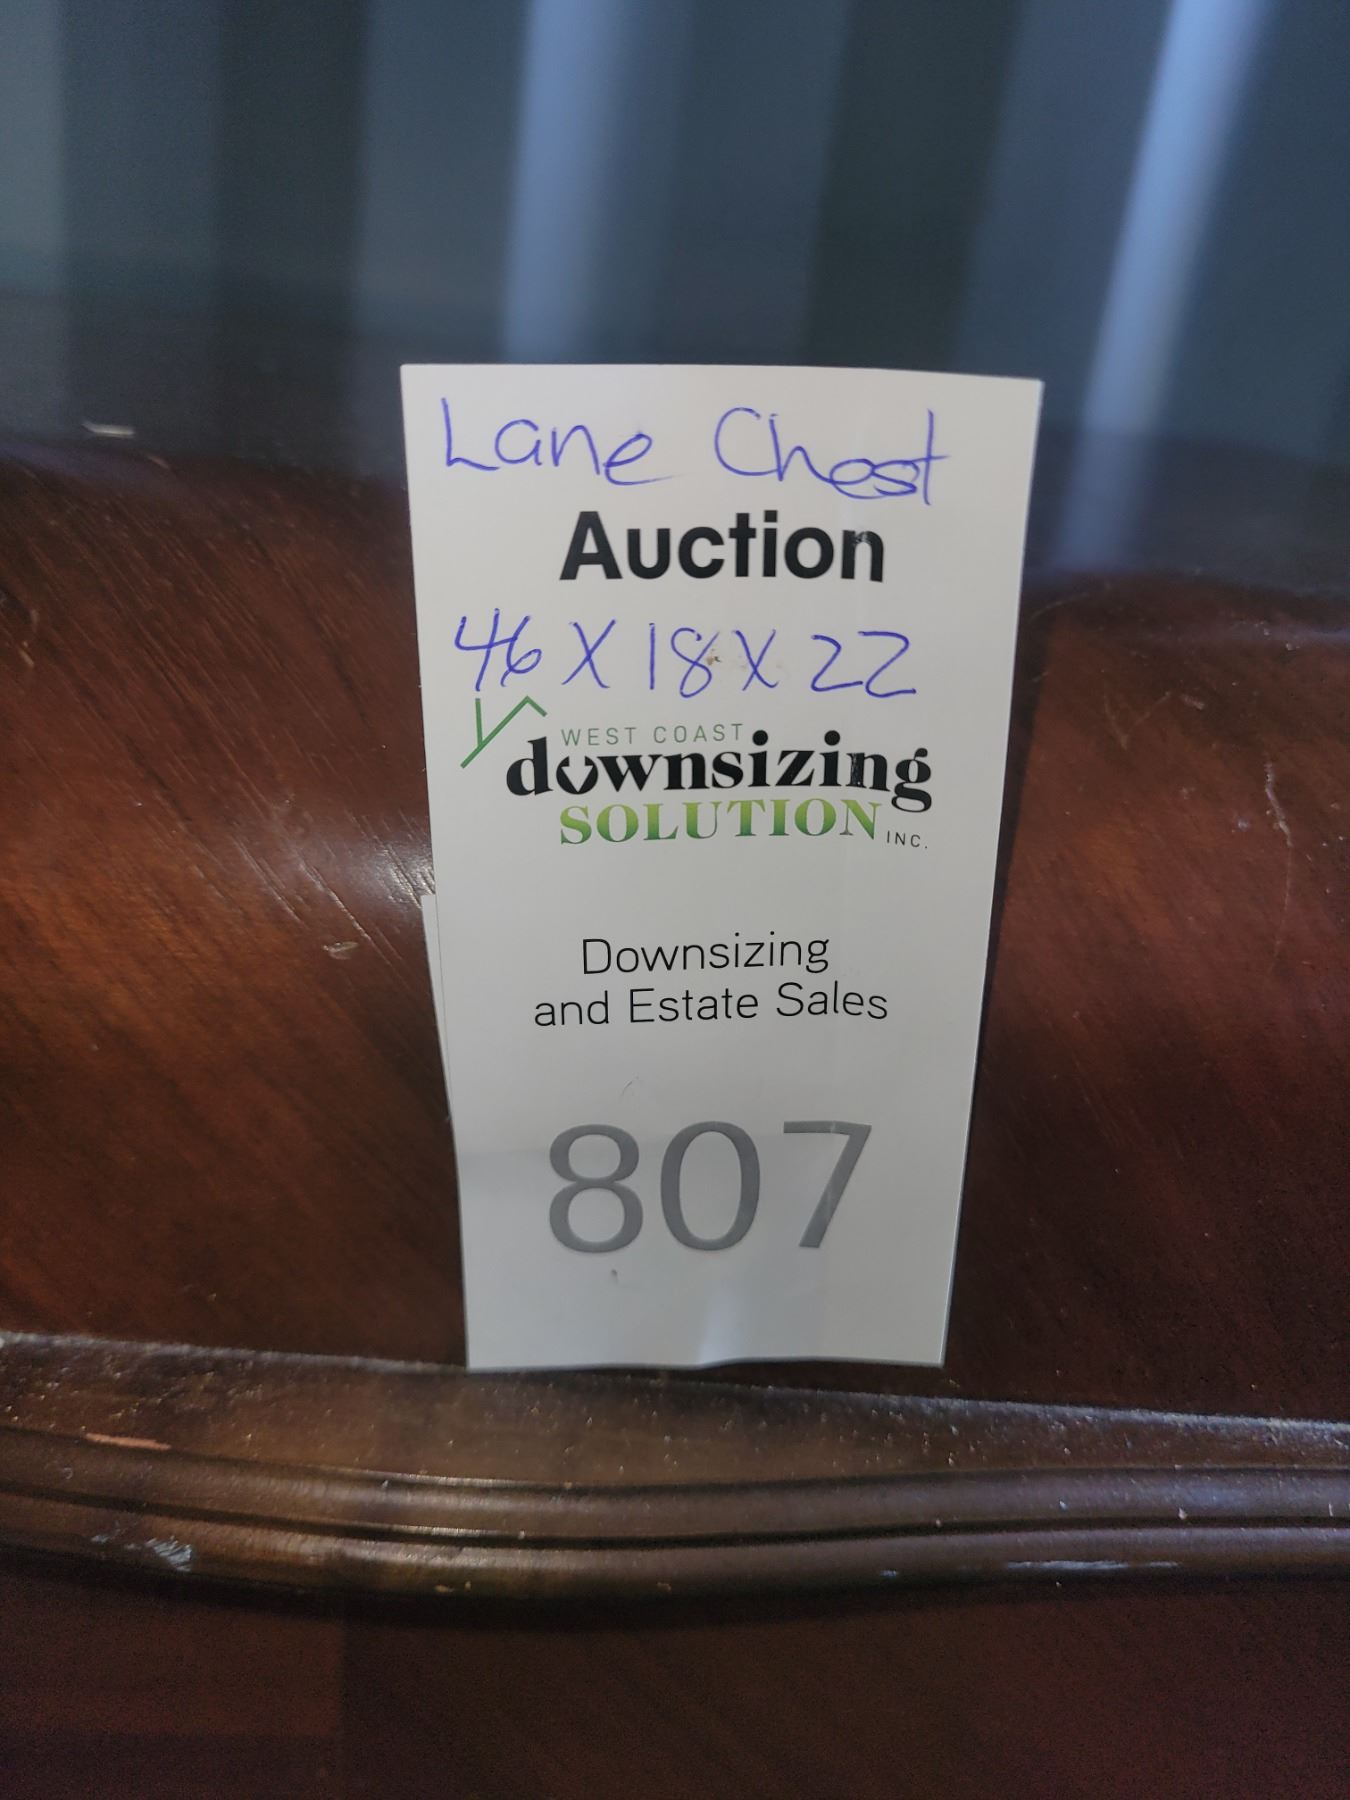 Lane Chest
Auction
46 X 18 X 22
WEST COAST
downsizing
SOLUTION INC.
Downsizing
and Estate Sales
807